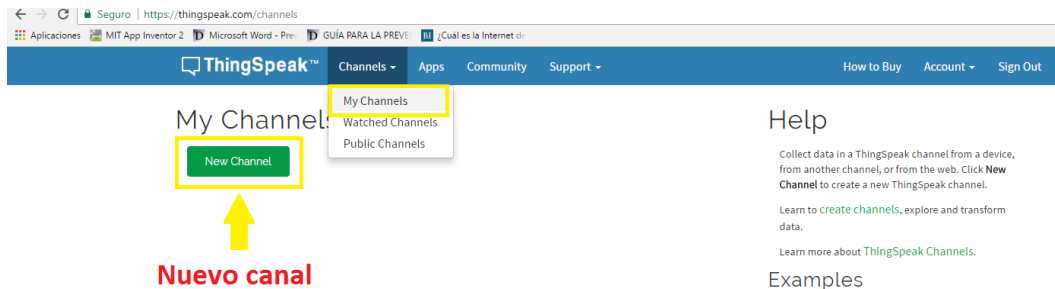 Seguro | https://thingspeak.com/channels
Aplicaciones MIT App Inventor 2 Microsoft Word - Prev GUÍA PARA LA PREVE BI ¿Cuál es la Internet de
ThingSpeak™ Channels Apps Community Support How to Buy Account Sign Out
My Channels
Watched Channels
Public Channels
My Channels
New Channel
Nuevo canal
Help
Collect data in a ThingSpeak channel from a device,
from another channel, or from the web. Click New
Channel to create a new ThingSpeak channel.
Learn to create channels, explore and transform
data.
Learn more about ThingSpeak Channels.
Examples